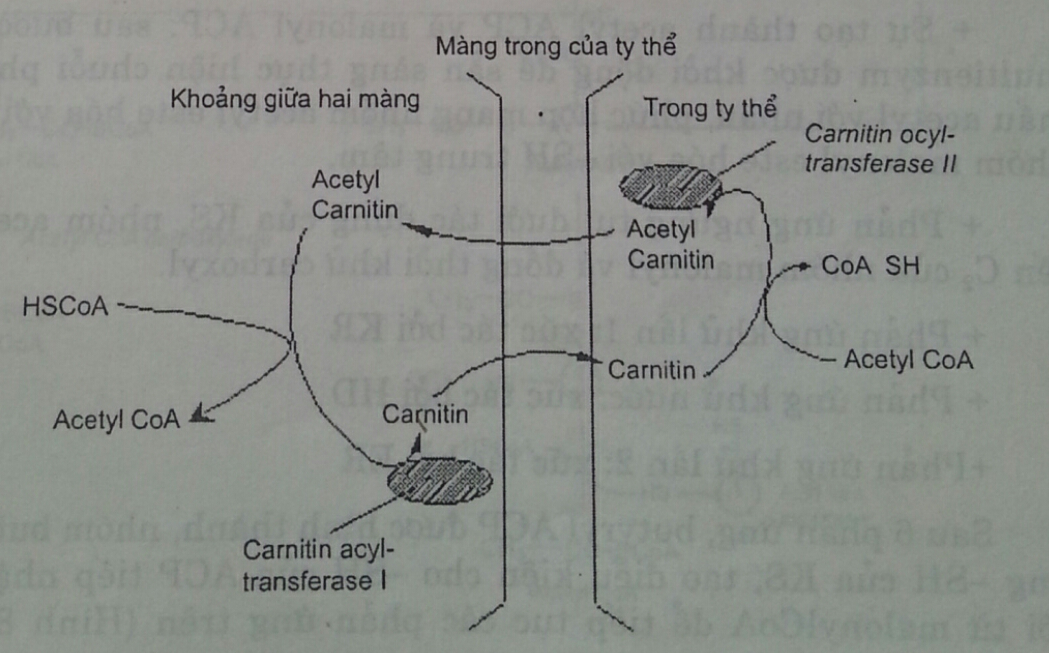 Màng trong của ty thể
Khoảng giữa hai màng
Trong ty thể
Carnitin ocyl-
transferase II
Acetyl
Carnitin
Acetyl
Carnitin
CoA SH
HSCoA
Carnitin
Acetyl CoA
Acetyl CoA
Carnitin
Carnitin acyl-
transferase I